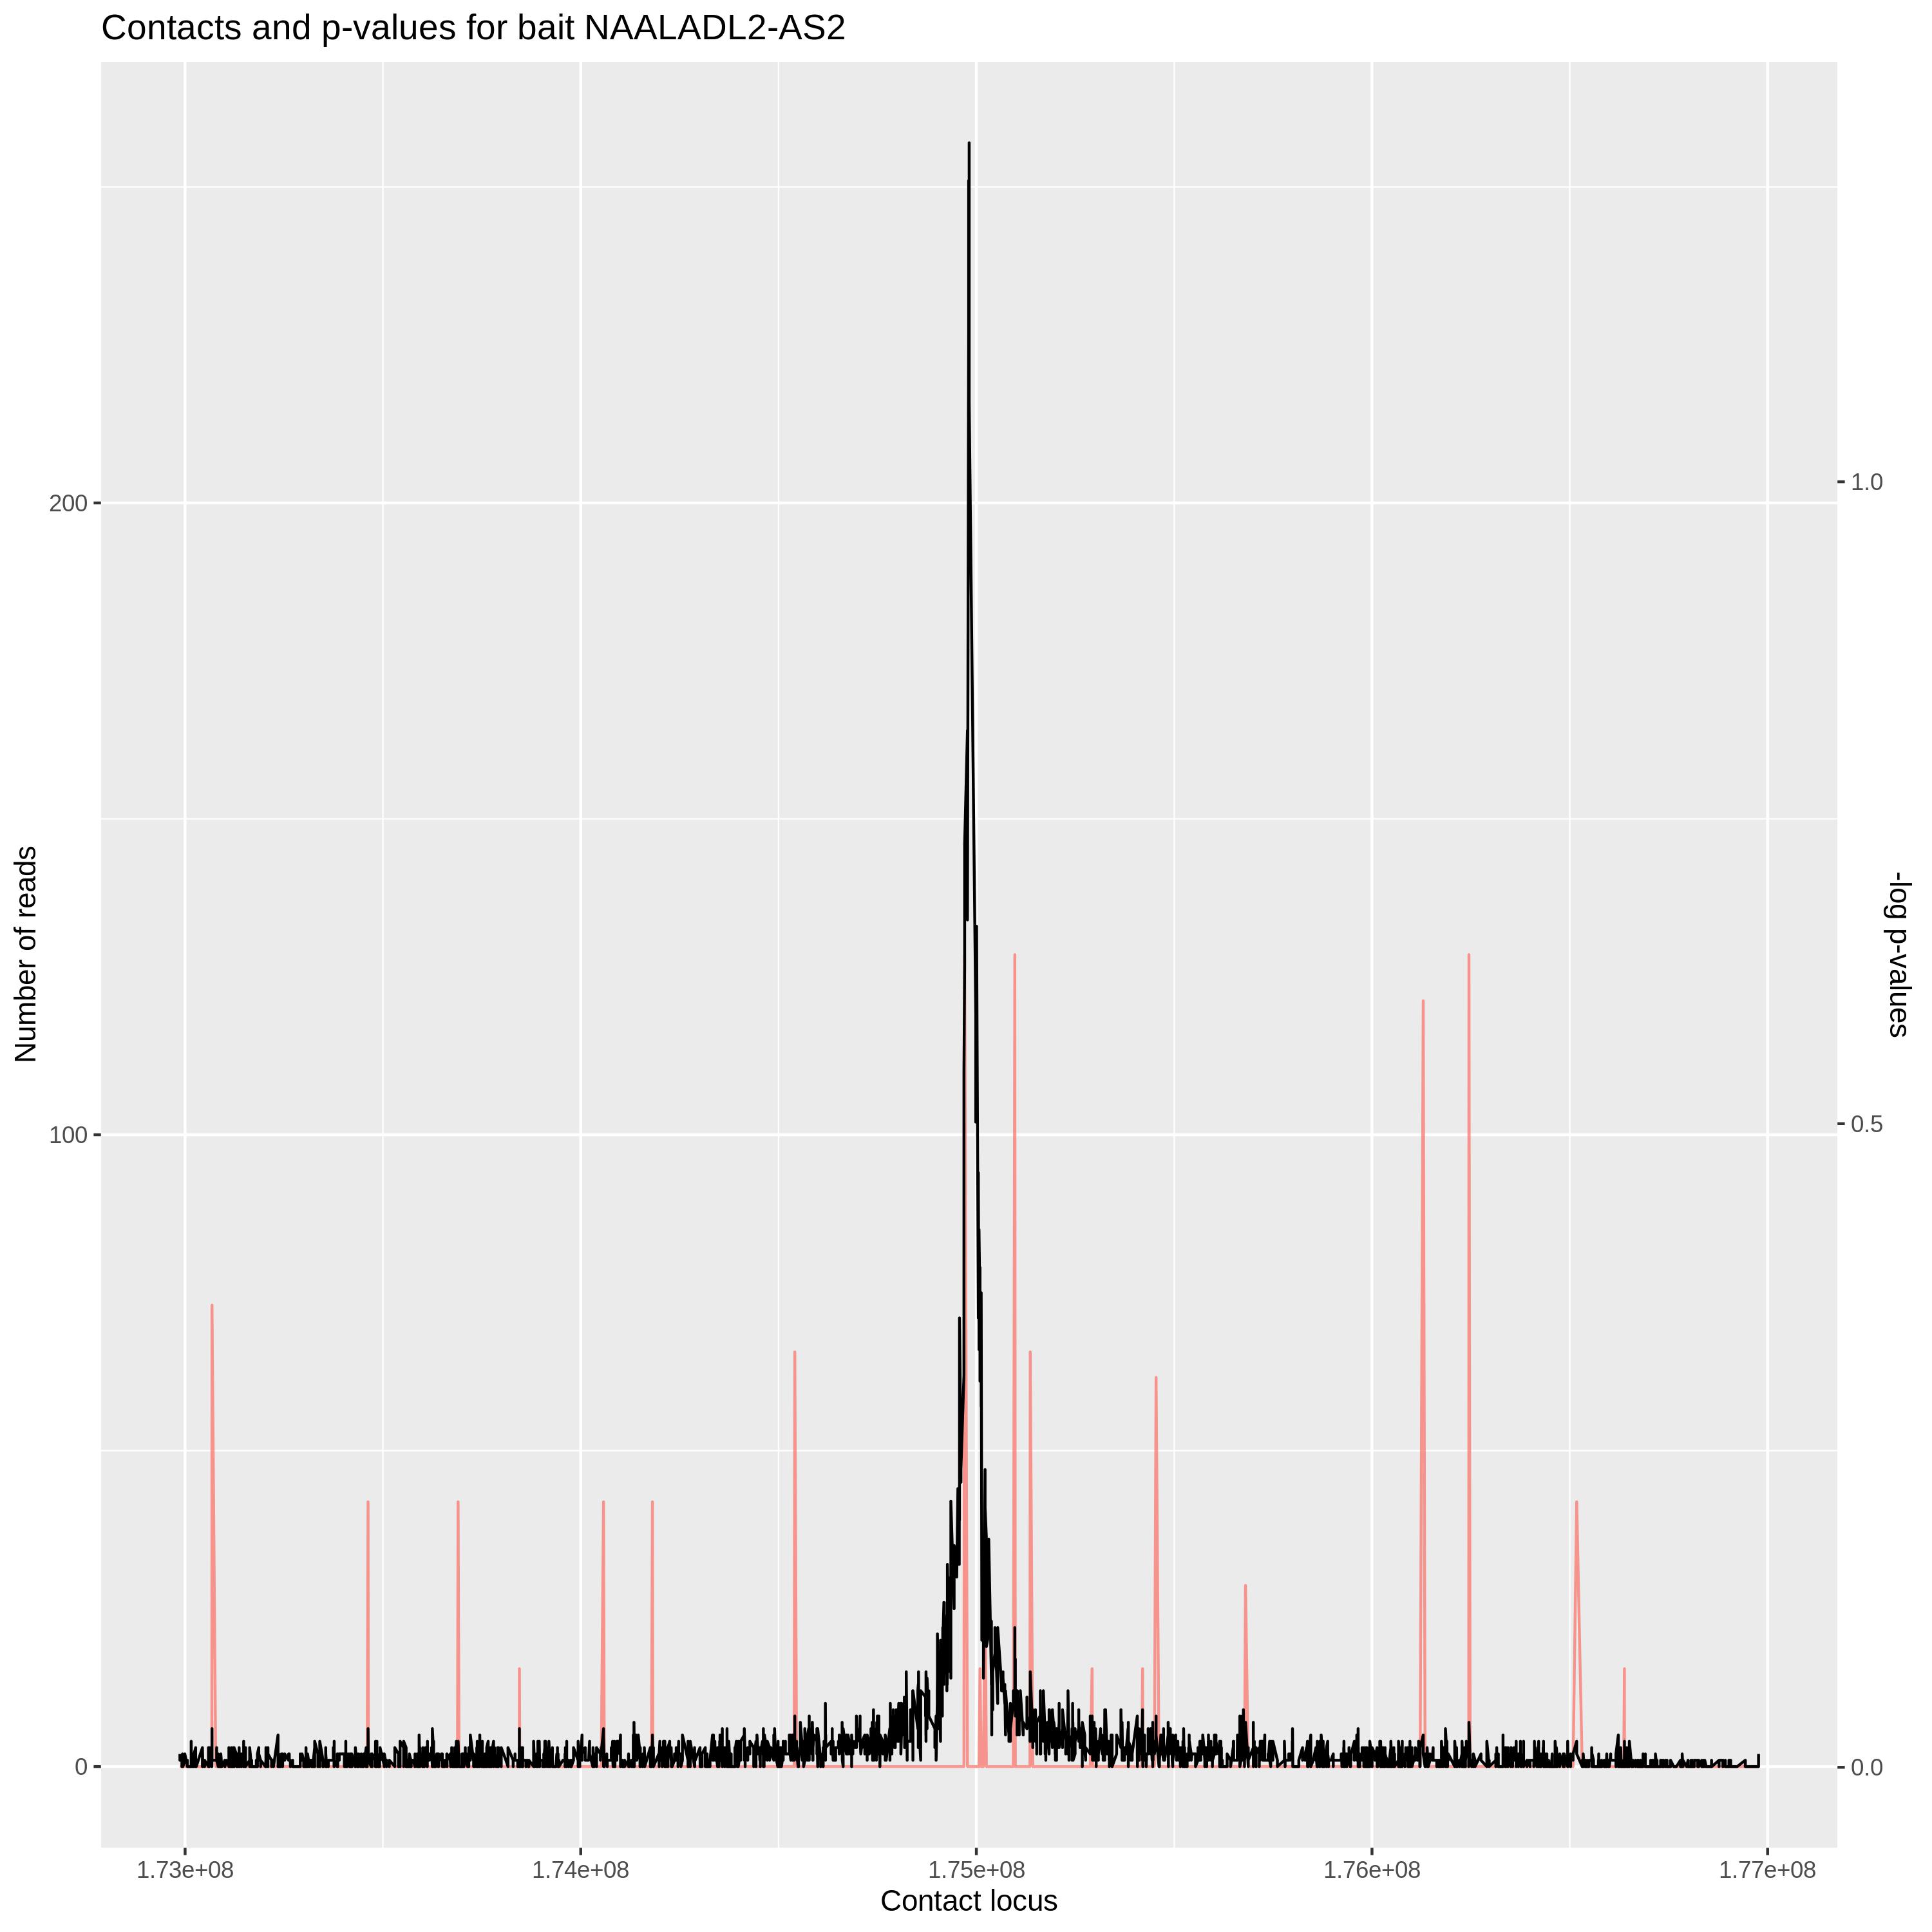 Contacts and p-values for bait NAALADL2-AS2
Number of reads
200
100
0
-log p-values
1.0
0.5
0.0
1.73e+08
1.74e+08
1.75e+08
1.76e+08
1.77e+08
Contact locus